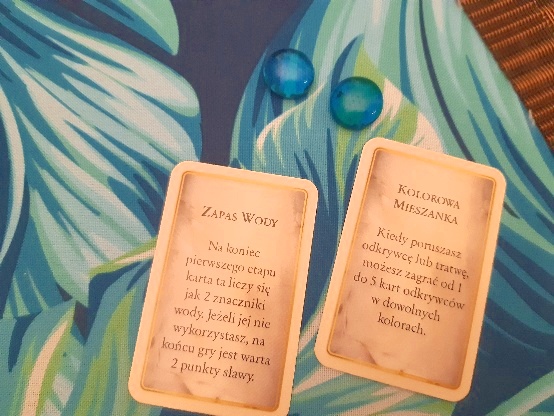 ZAPAS WODY
Na koniec
pierwszego etapu
karta ta liczy się
jak 2 znaczniki
wody. Jeżeli jej nie
wykorzystasz, na
końcu gry jest warta
2 punkty sławy.
KOLOROWA
MIESZANKA
Kiedy poruszasz
odkrywcę lub tratwę,
możesz zagrać od 1
do 5 kart odkrywców
w dowolnych
kolorach.